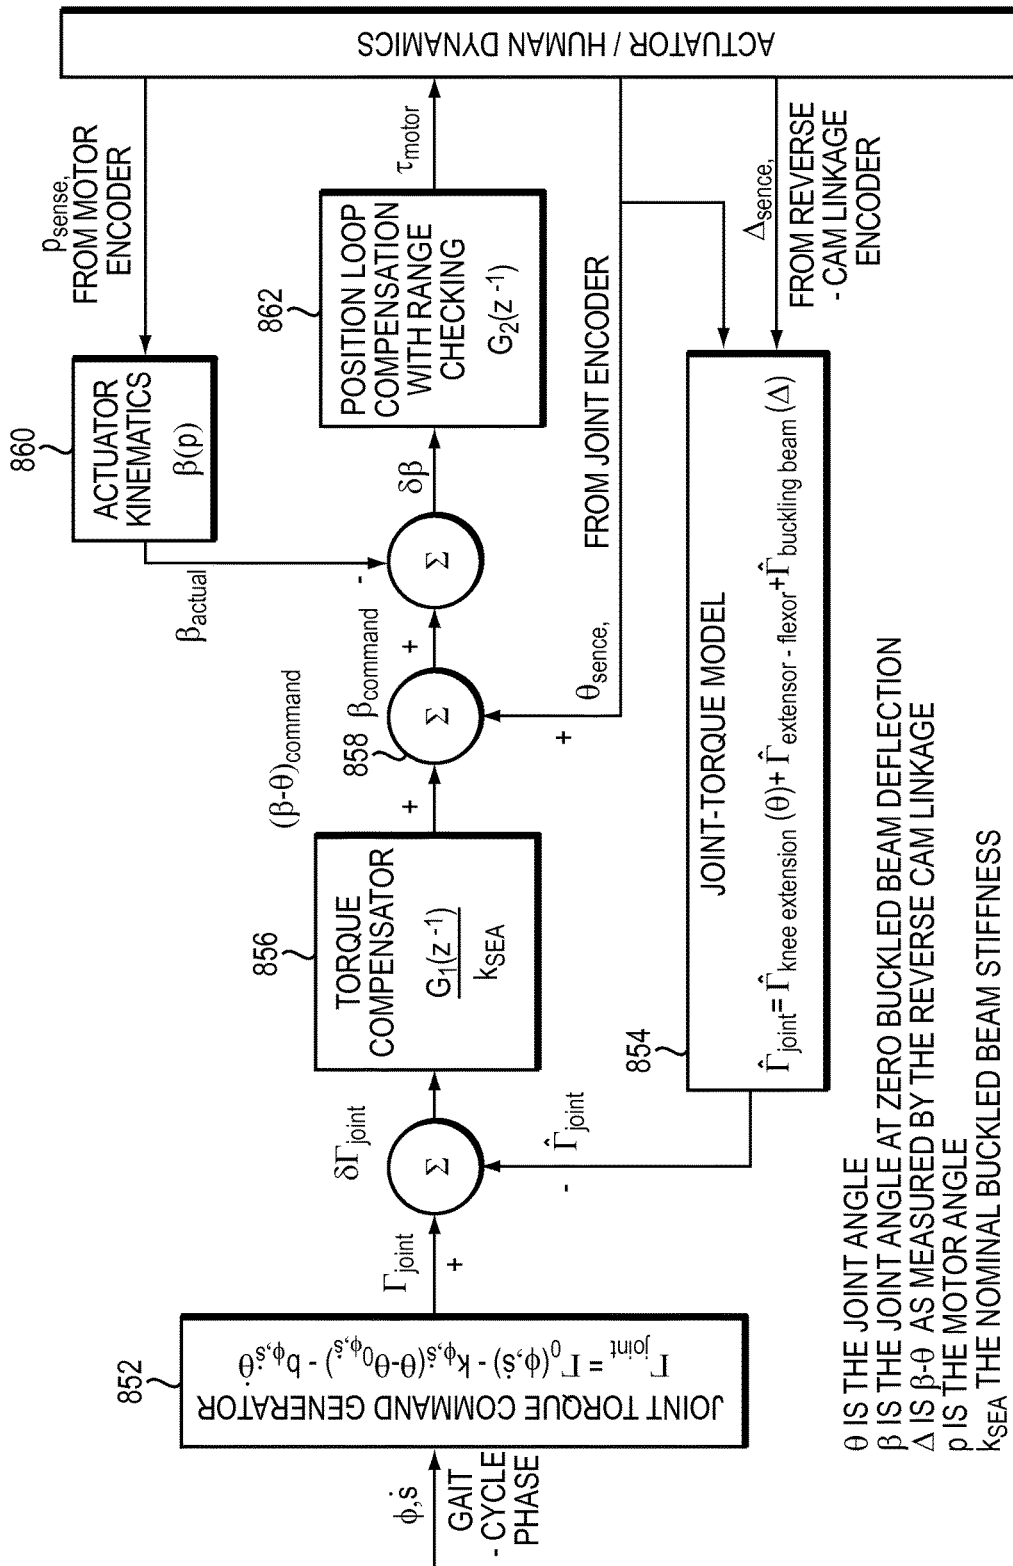 ϕ,ṡ
GAIT
- CYCLE
PHASE
852
JOINT TORQUE COMMAND GENERATOR
Γjoint = Γ0(ϕ,ṡ) - kϕ,ṡ(θ-θ0ϕ,ṡ) - bϕ,ṡθ̇
Γjoint
+
δΓjoint
Σ
-
Γ̂joint
856
TORQUE
COMPENSATOR
G1(z -1)
kSEA
(β-θ)command
+
858
Σ
+
θsence,
βcommand
+
Σ
-
βactual
860
ACTUATOR
KINEMATICS
β(p)
psense,
FROM MOTOR
ENCODER
δβ
862
POSITION LOOP
COMPENSATION
WITH RANGE
CHECKING
G2(z -1)
τmotor
ACTUATOR / HUMAN DYNAMICS
FROM JOINT ENCODER
Δsence,
FROM REVERSE
- CAM LINKAGE
ENCODER
854
JOINT-TORQUE MODEL
Γ̂joint= Γ̂knee extension (θ)+ Γ̂extensor - flexor+Γ̂buckling beam (Δ)
θ IS THE JOINT ANGLE
β IS THE JOINT ANGLE AT ZERO BUCKLED BEAM DEFLECTION
Δ IS β-θ AS MEASURED BY THE REVERSE CAM LINKAGE
p IS THE MOTOR ANGLE
kSEA THE NOMINAL BUCKLED BEAM STIFFNESS